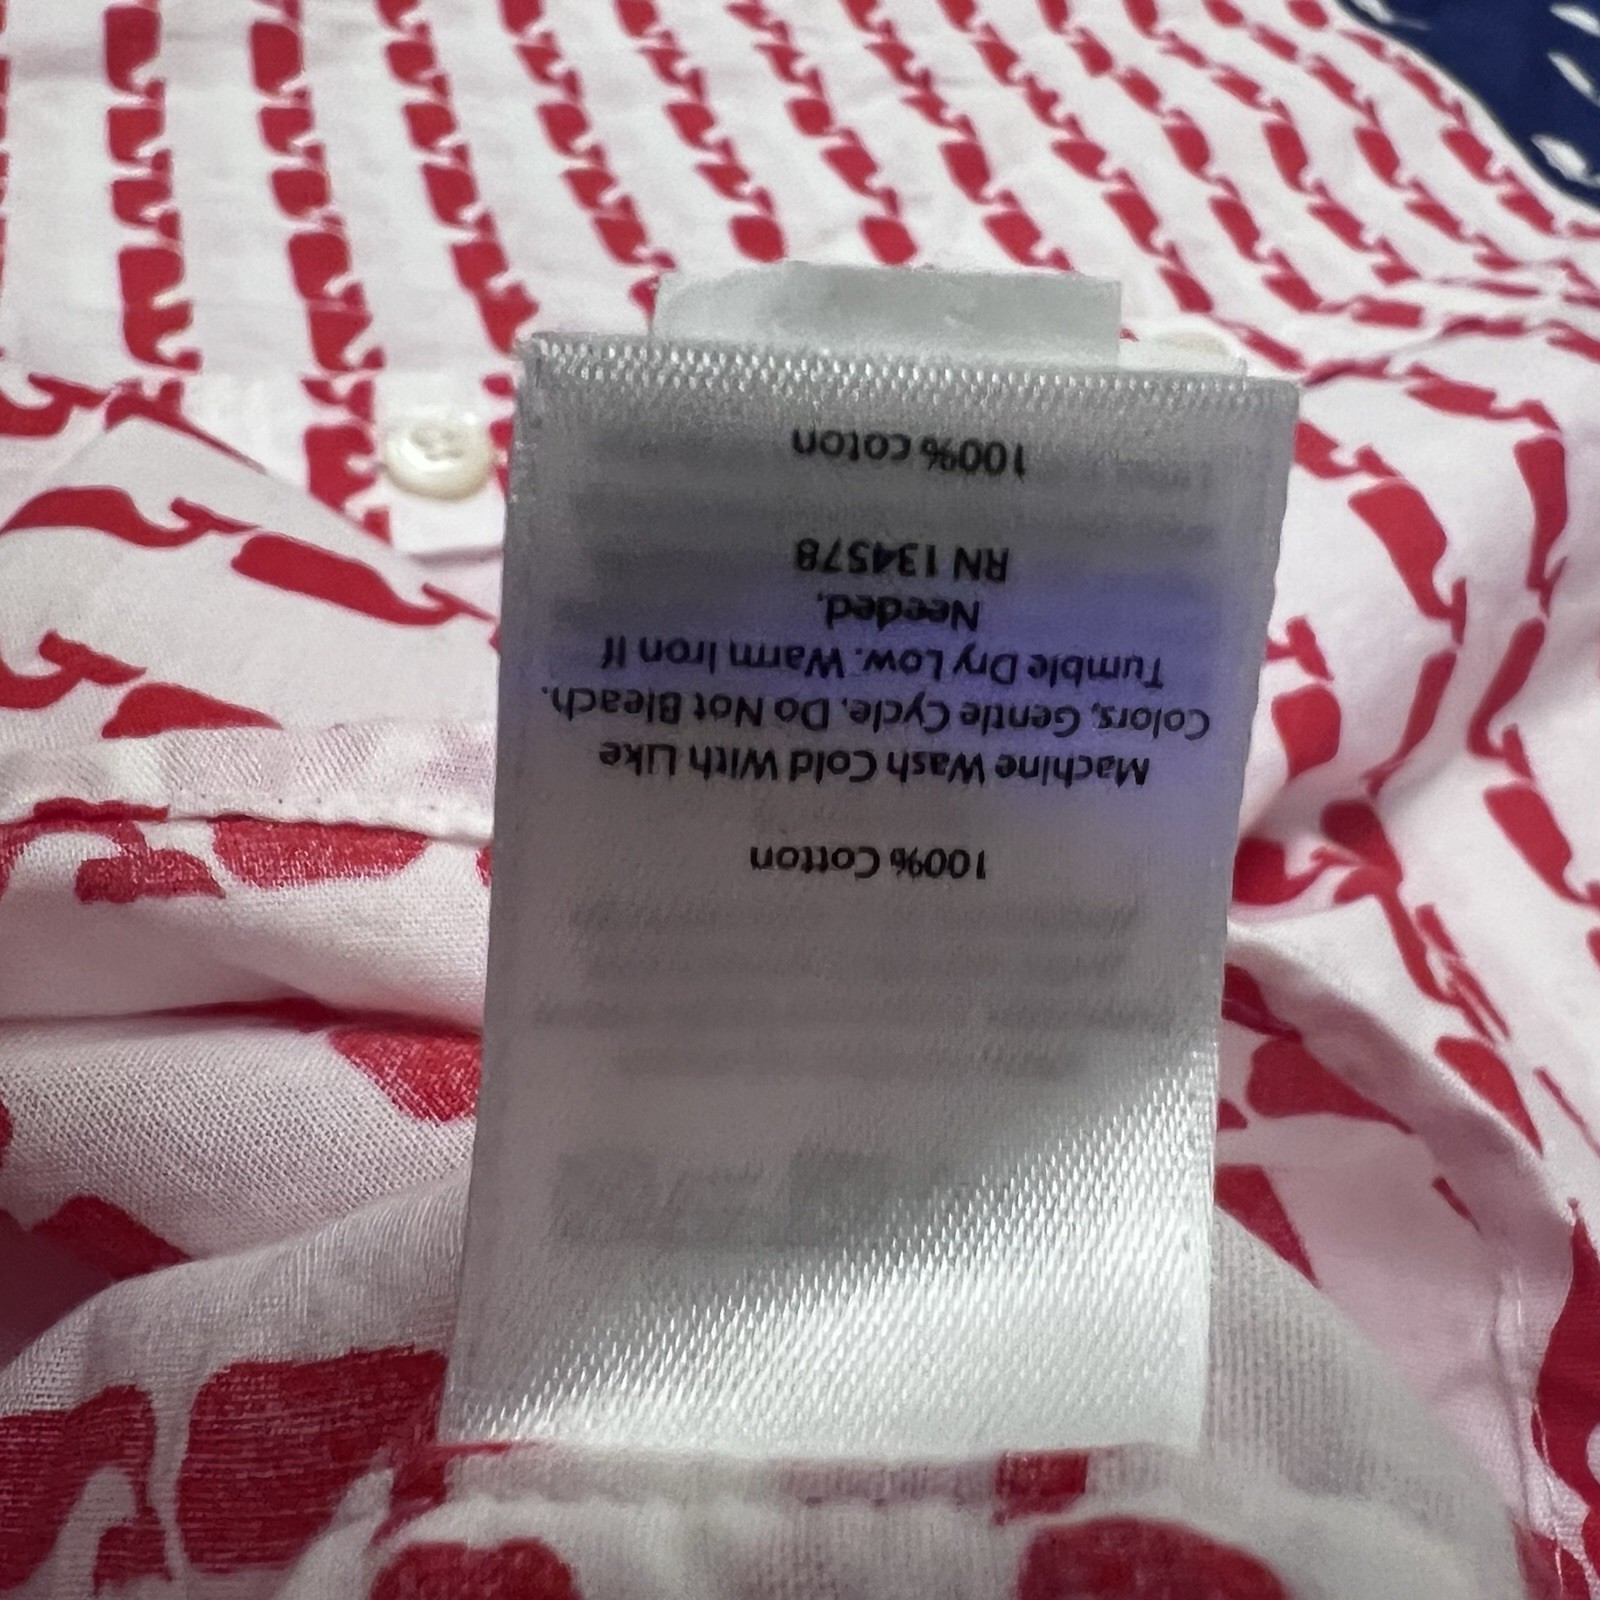 100% Cotton
Machine Wash Cold With Like
Colors, Gentle Cycle. Do Not Bleach.
Tumble Dry Low. Warm Iron If
Needed.
RN 134578
100% coton